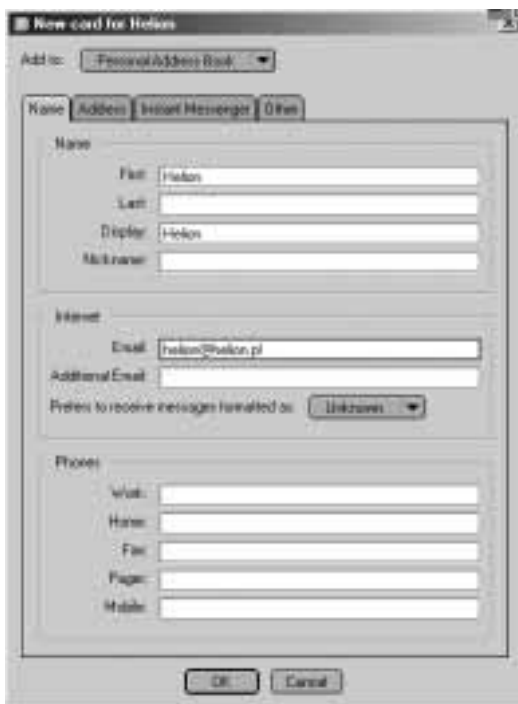 New card for Helion
Add to: Personal Address Book
Name Address Instant Messenger Other
Name
First: Helion
Last:
Display: Helion
Nickname:
Internet
Email: helion@helion.pl
Additional Email:
Prefers to receive messages formatted as: Unknown
Phones
Work:
Home:
Fax:
Pager:
Mobile:
OK Cancel